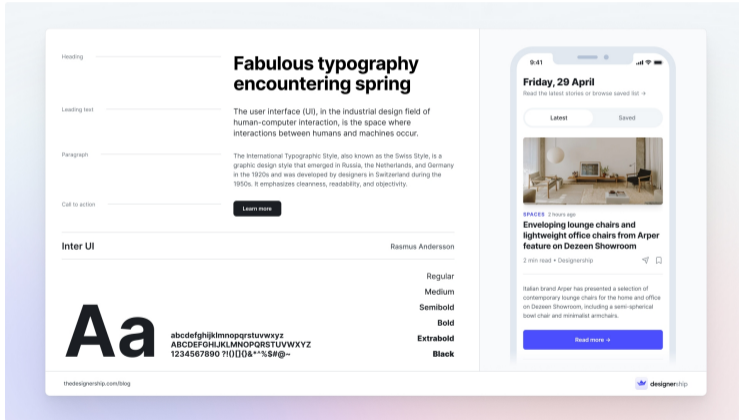 Heading
Fabulous typography
encountering spring
Leading text
The user interface (UI), in the industrial design field of
human-computer interaction, is the space where
interactions between humans and machines occur.
Paragraph
The International Typographic Style, also known as the Swiss Style, is a
graphic design style that emerged in Russia, the Netherlands, and Germany
in the 1920s and was developed by designers in Switzerland during the
1950s. It emphasizes cleanness, readability, and objectivity.
Call to action
Learn more
Inter UI
Rasmus Andersson
Regular
Medium
Semibold
Bold
Extrabold
Black
Aa
abcdefghijklmnopqrstuvwxyz
ABCDEFGHIJKLMNOPQRSTUVWXYZ
1234567890 ?!()[]{}&*^%$#@~
9:41
Friday, 29 April
Read the latest stories or browse saved list →
Latest
Saved
SPACES 2 hours ago
Enveloping lounge chairs and
lightweight office chairs from Arper
feature on Dezeen Showroom
2 min read • Designership
Italian brand Arper has presented a selection of
contemporary lounge chairs for the home and office
on Dezeen Showroom, including a semi-spherical
bowl chair and minimalist armchairs.
Read more →
thedesignership.com/blog
designership